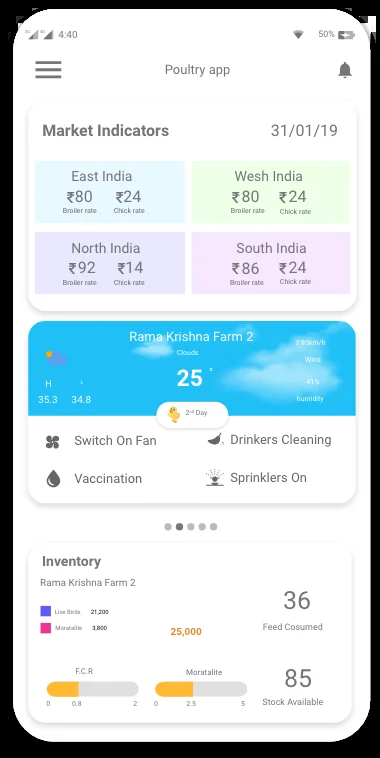 4:40 50%
Poultry app
Market Indicators 31/01/19
East India
₹80 ₹24
Broiler rate Chick rate
Wesh India
₹80 ₹24
Broiler rate Chick rate
North India
₹92 ₹14
Broiler rate Chick rate
South India
₹86 ₹24
Broiler rate Chick rate
Rama Krishna Farm 2
Clouds
25 °
H L
35.3 34.8
7.95km/h
Wind
41%
humidity
2nd Day
Switch On Fan Drinkers Cleaning
Vaccination Sprinklers On
Inventory
Rama Krishna Farm 2
Live Birds 21,200
Moratalite 3,800
25,000
36
Feed Cosumed
F.C.R
0 0.8 2
Moratalite
0 2.5 5
85
Stock Available